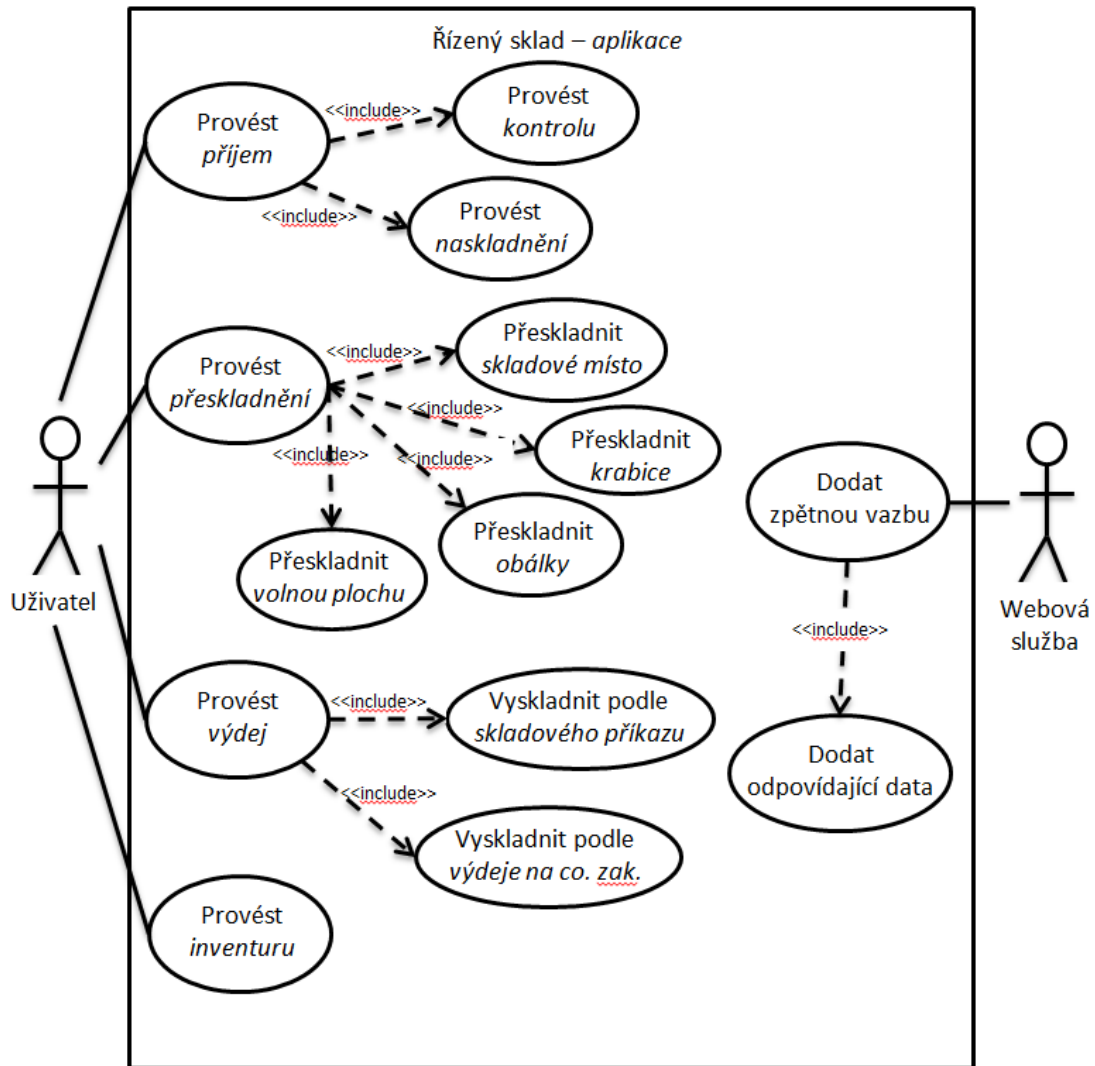 Řízený sklad – aplikace
Provést
příjem
<<include>>
Provést
kontrolu
<<include>>
Provést
naskladnění
Provést
přeskladnění
<<include>>
Přeskladnit
skladové místo
<<include>>
Přeskladnit
krabice
<<include>>
<<include>>
Přeskladnit
obálky
Přeskladnit
volnou plochu
Uživatel
Dodat
zpětnou vazbu
Webová
služba
<<include>>
Dodat
odpovídající data
Provést
výdej
<<include>>
Vyskladnit podle
skladového příkazu
<<include>>
Vyskladnit podle
výdeje na co. zak.
Provést
inventuru